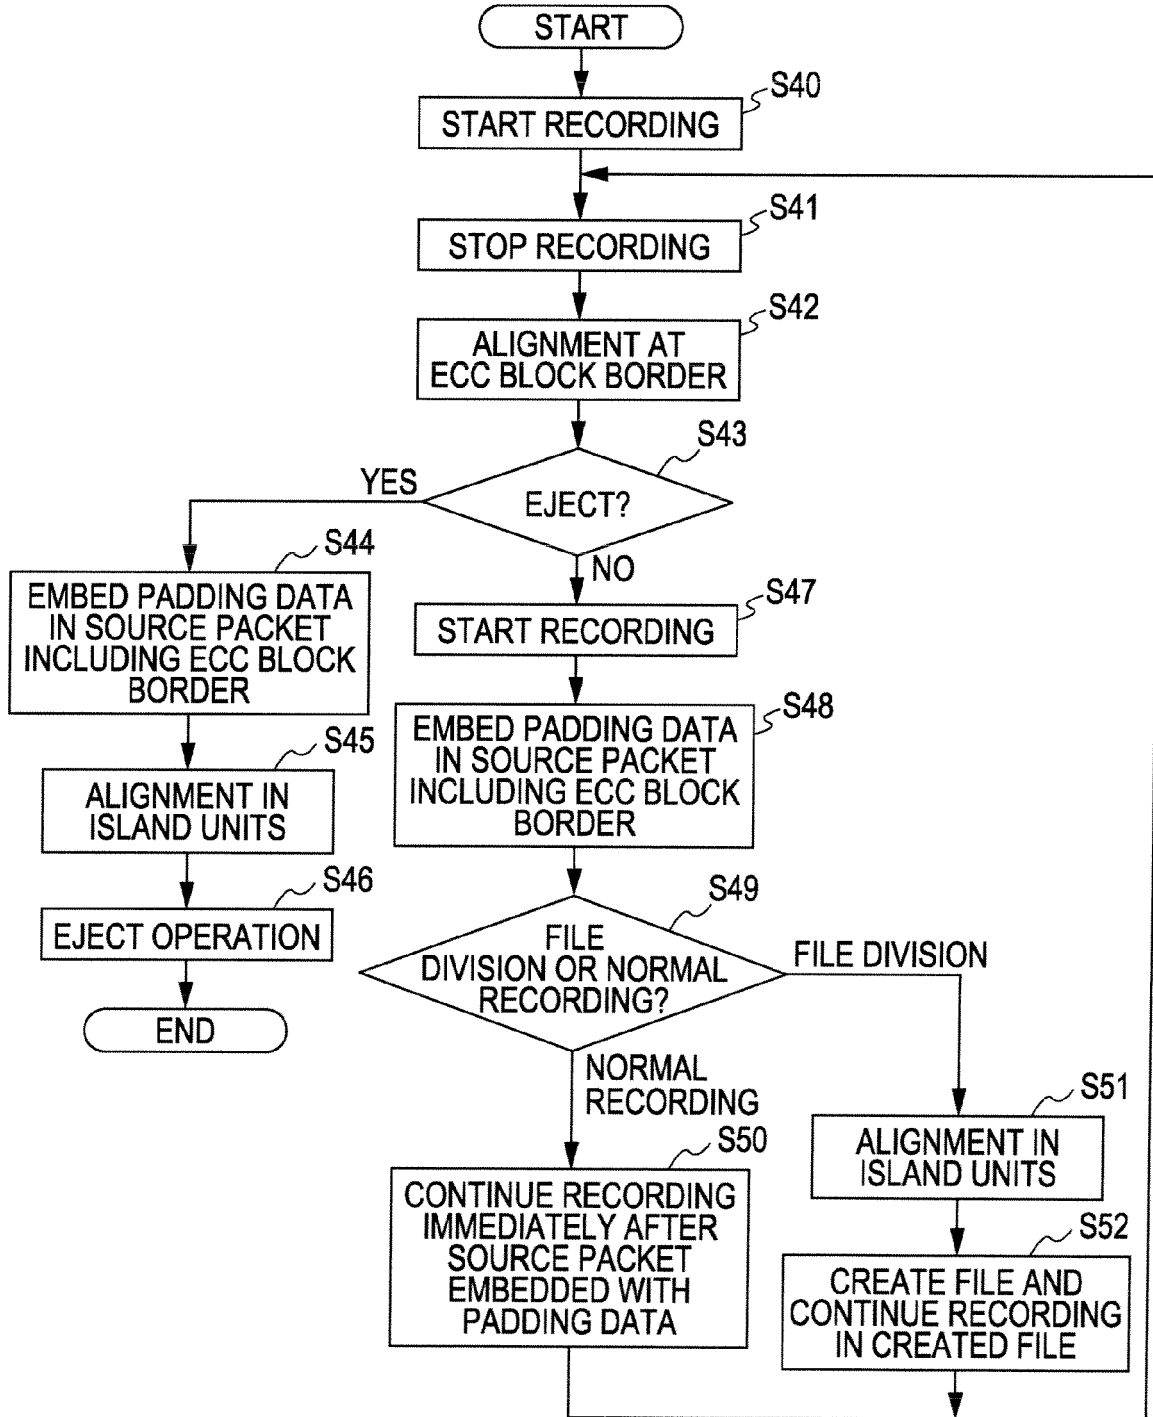 START
S40
START RECORDING
S41
STOP RECORDING
S42
ALIGNMENT AT
ECC BLOCK BORDER
S43
EJECT?
YES
NO
S44
EMBED PADDING DATA
IN SOURCE PACKET
INCLUDING ECC BLOCK
BORDER
S45
ALIGNMENT IN
ISLAND UNITS
S46
EJECT OPERATION
END
S47
START RECORDING
S48
EMBED PADDING DATA
IN SOURCE PACKET
INCLUDING ECC BLOCK
BORDER
S49
FILE
DIVISION OR NORMAL
RECORDING?
FILE DIVISION
NORMAL
RECORDING
S50
CONTINUE RECORDING
IMMEDIATELY AFTER
SOURCE PACKET
EMBEDDED WITH
PADDING DATA
S51
ALIGNMENT IN
ISLAND UNITS
S52
CREATE FILE AND
CONTINUE RECORDING
IN CREATED FILE